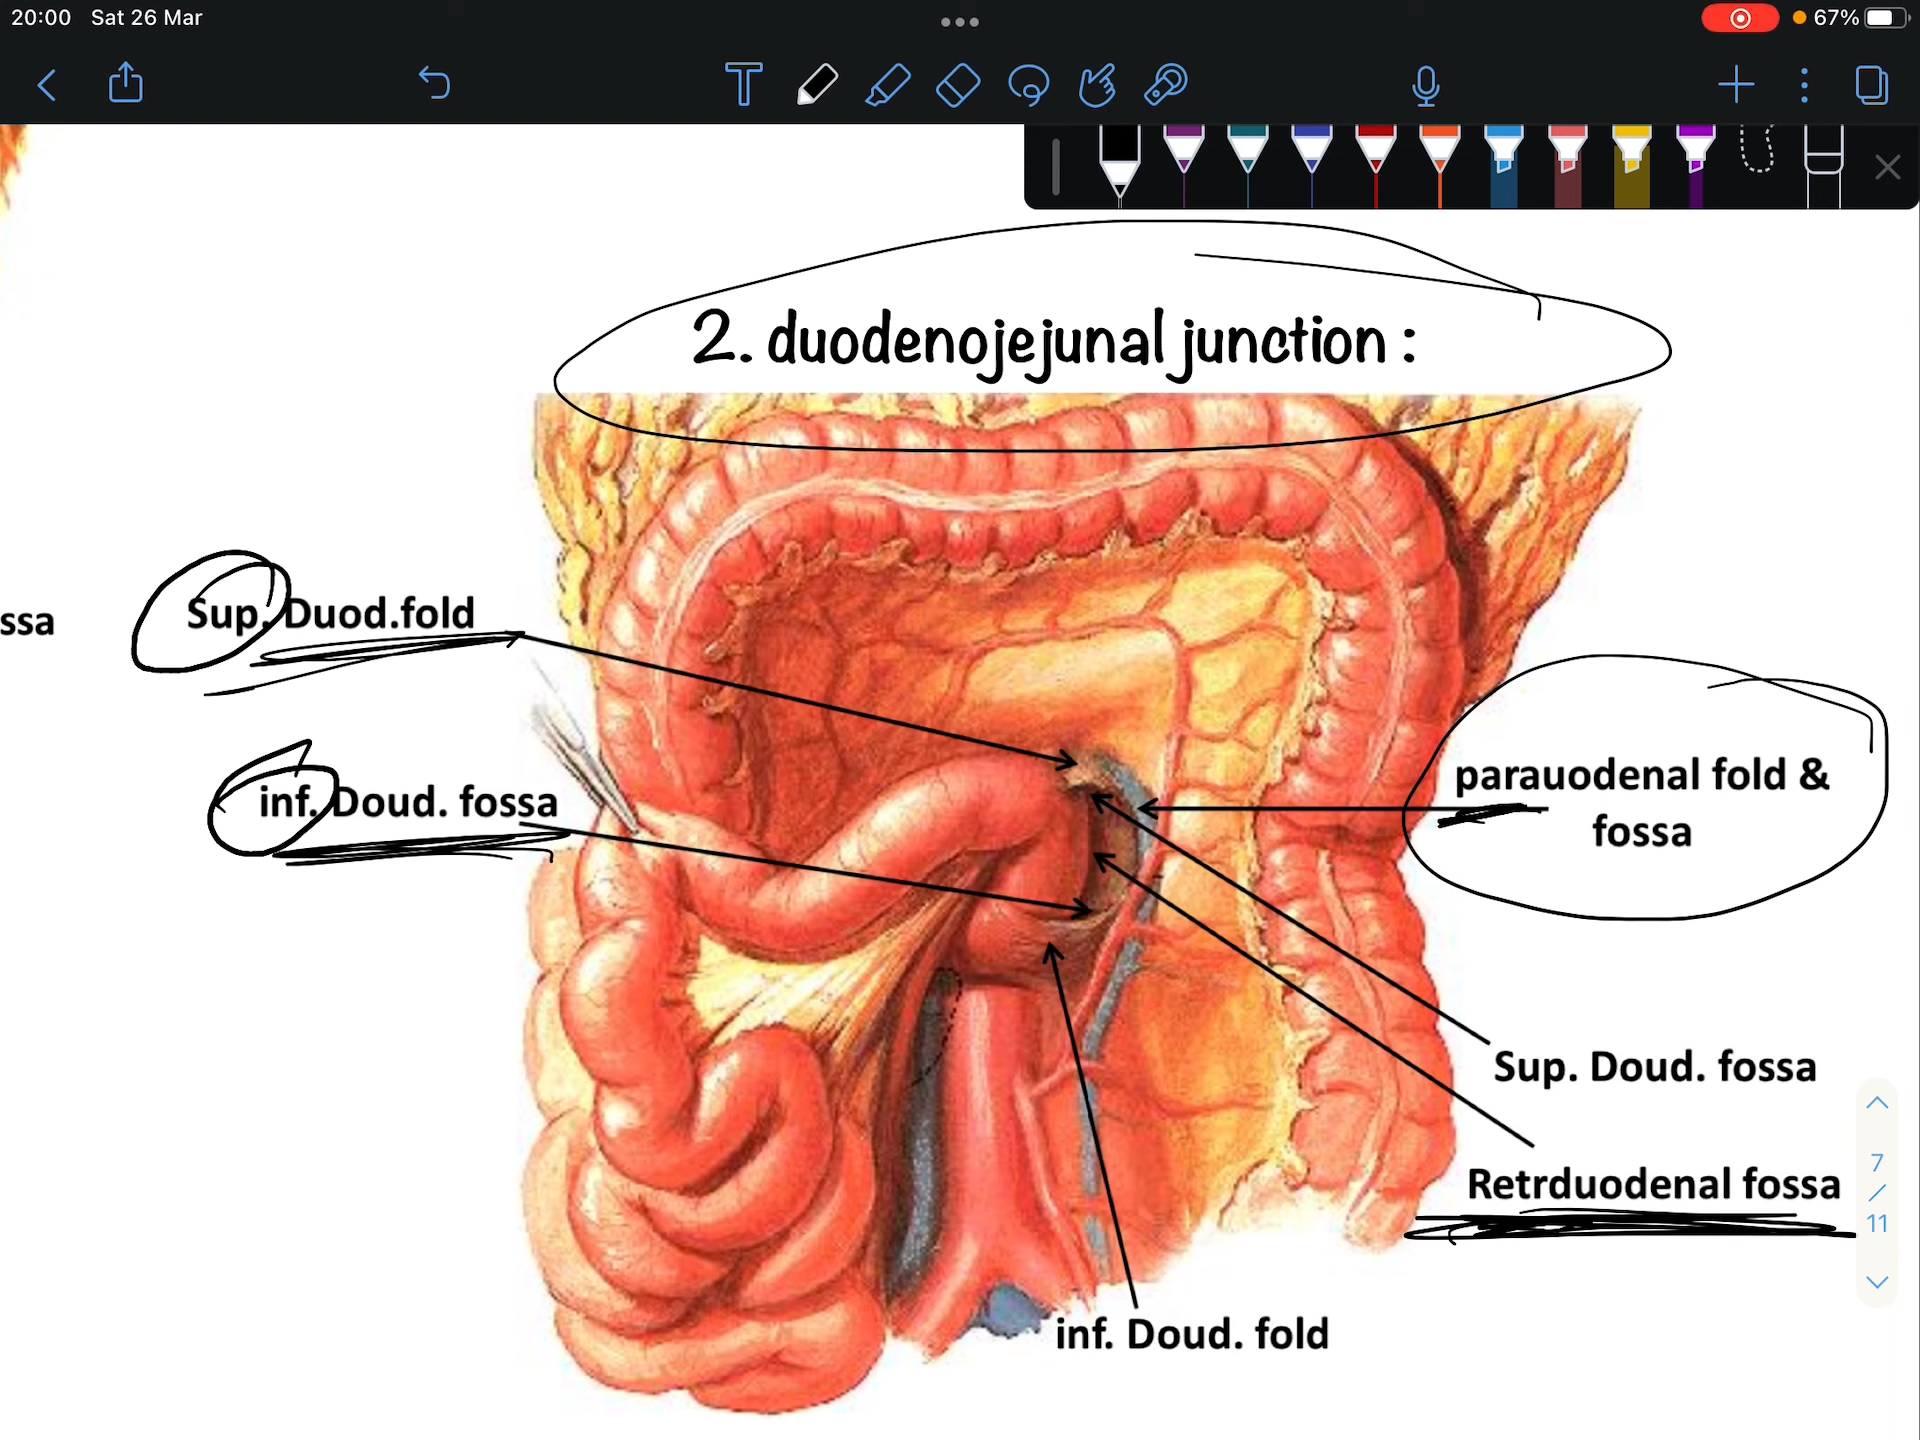 20:00 Sat 26 Mar
67%
2. duodenojejunal junction :
ssa
Sup. Duod.fold
inf. Doud. fossa
parauodenal fold &
fossa
Sup. Doud. fossa
Retrduodenal fossa
inf. Doud. fold
7
/
11